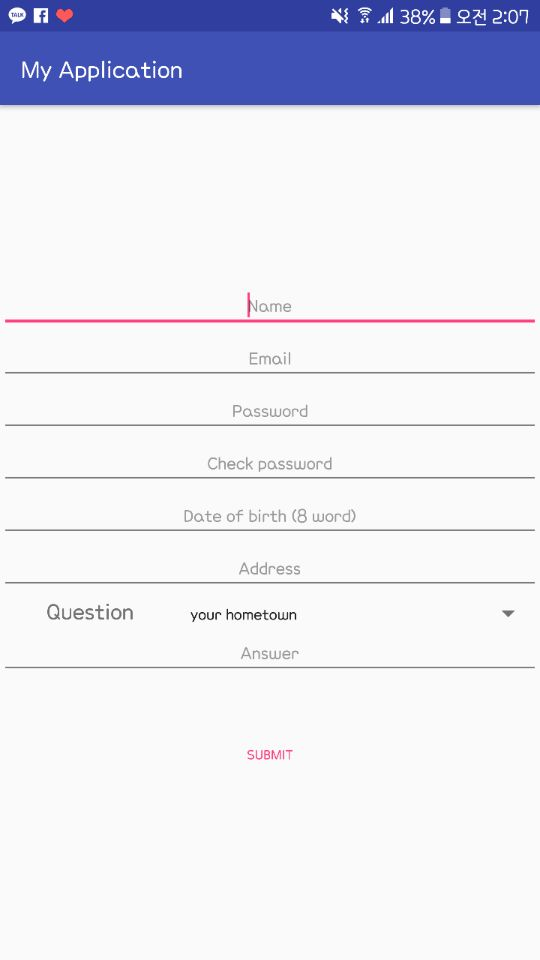 TALK 38% 오전 2:07
My Application
Name
Email
Password
Check password
Date of birth (8 word)
Address
Question your hometown
Answer
SUBMIT